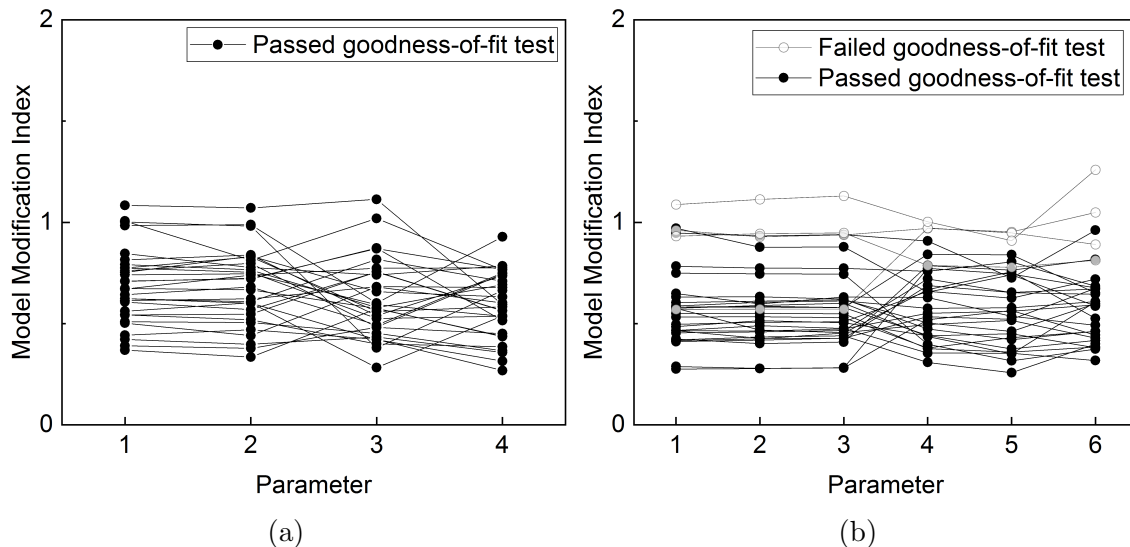 2
Passed goodness-of-fit test
Model Modification Index
1
0
1 2 3 4
Parameter
(a)
2
Failed goodness-of-fit test
Passed goodness-of-fit test
Model Modification Index
1
0
1 2 3 4 5 6
Parameter
(b)